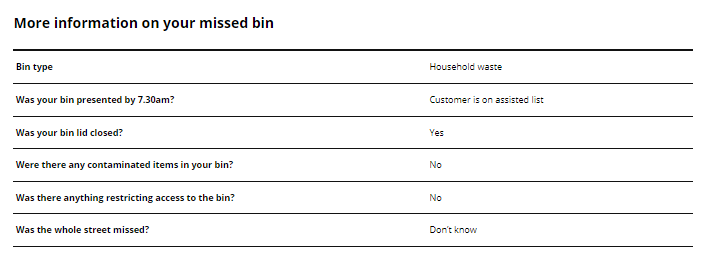 More information on your missed bin
Bin type Household waste
Was your bin presented by 7.30am? Customer is on assisted list
Was your bin lid closed? Yes
Were there any contaminated items in your bin? No
Was there anything restricting access to the bin? No
Was the whole street missed? Don't know